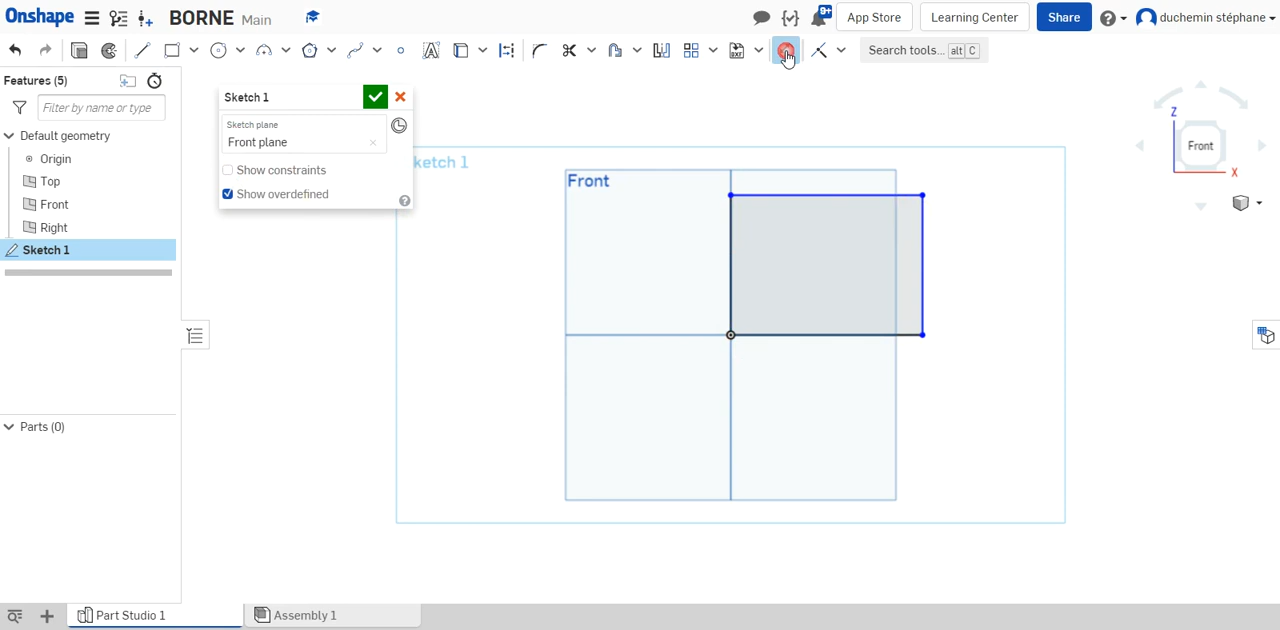 Onshape BORNE Main 9+ App Store Learning Center Share duchemin stéphane
Search tools... alt C
Features (5)
Filter by name or type
Default geometry
Origin
Top
Front
Right
Sketch 1
Parts (0)
Sketch 1
Sketch plane
Front plane
Show constraints
Show overdefined
ketch 1
Front
Z
Front
X
Part Studio 1
Assembly 1